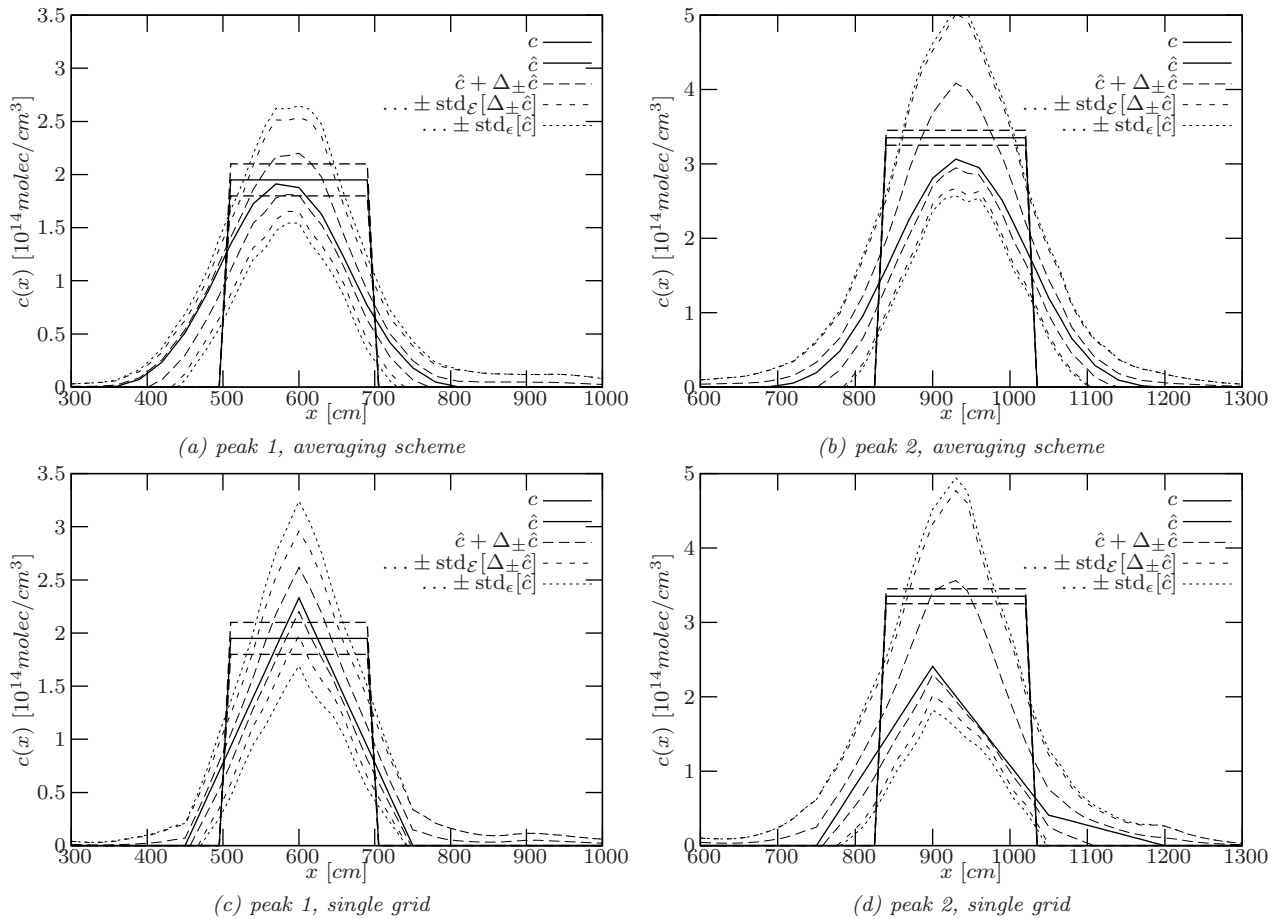 3.5
3
2.5
2
1.5
1
0.5
0
c(x) [10^{14} molec/cm^3]
c
ĉ
ĉ + Δ±ĉ
... ± std_ℰ[Δ±ĉ]
... ± std_ϵ[ĉ]
300 400 500 600 700 800 900 1000
x [cm]
(a) peak 1, averaging scheme
5
4
3
2
1
0
c(x) [10^{14} molec/cm^3]
c
ĉ
ĉ + Δ±ĉ
... ± std_ℰ[Δ±ĉ]
... ± std_ϵ[ĉ]
600 700 800 900 1000 1100 1200 1300
x [cm]
(b) peak 2, averaging scheme
3.5
3
2.5
2
1.5
1
0.5
0
c(x) [10^{14} molec/cm^3]
c
ĉ
ĉ + Δ±ĉ
... ± std_ℰ[Δ±ĉ]
... ± std_ϵ[ĉ]
300 400 500 600 700 800 900 1000
x [cm]
(c) peak 1, single grid
5
4
3
2
1
0
c(x) [10^{14} molec/cm^3]
c
ĉ
ĉ + Δ±ĉ
... ± std_ℰ[Δ±ĉ]
... ± std_ϵ[ĉ]
600 700 800 900 1000 1100 1200 1300
x [cm]
(d) peak 2, single grid